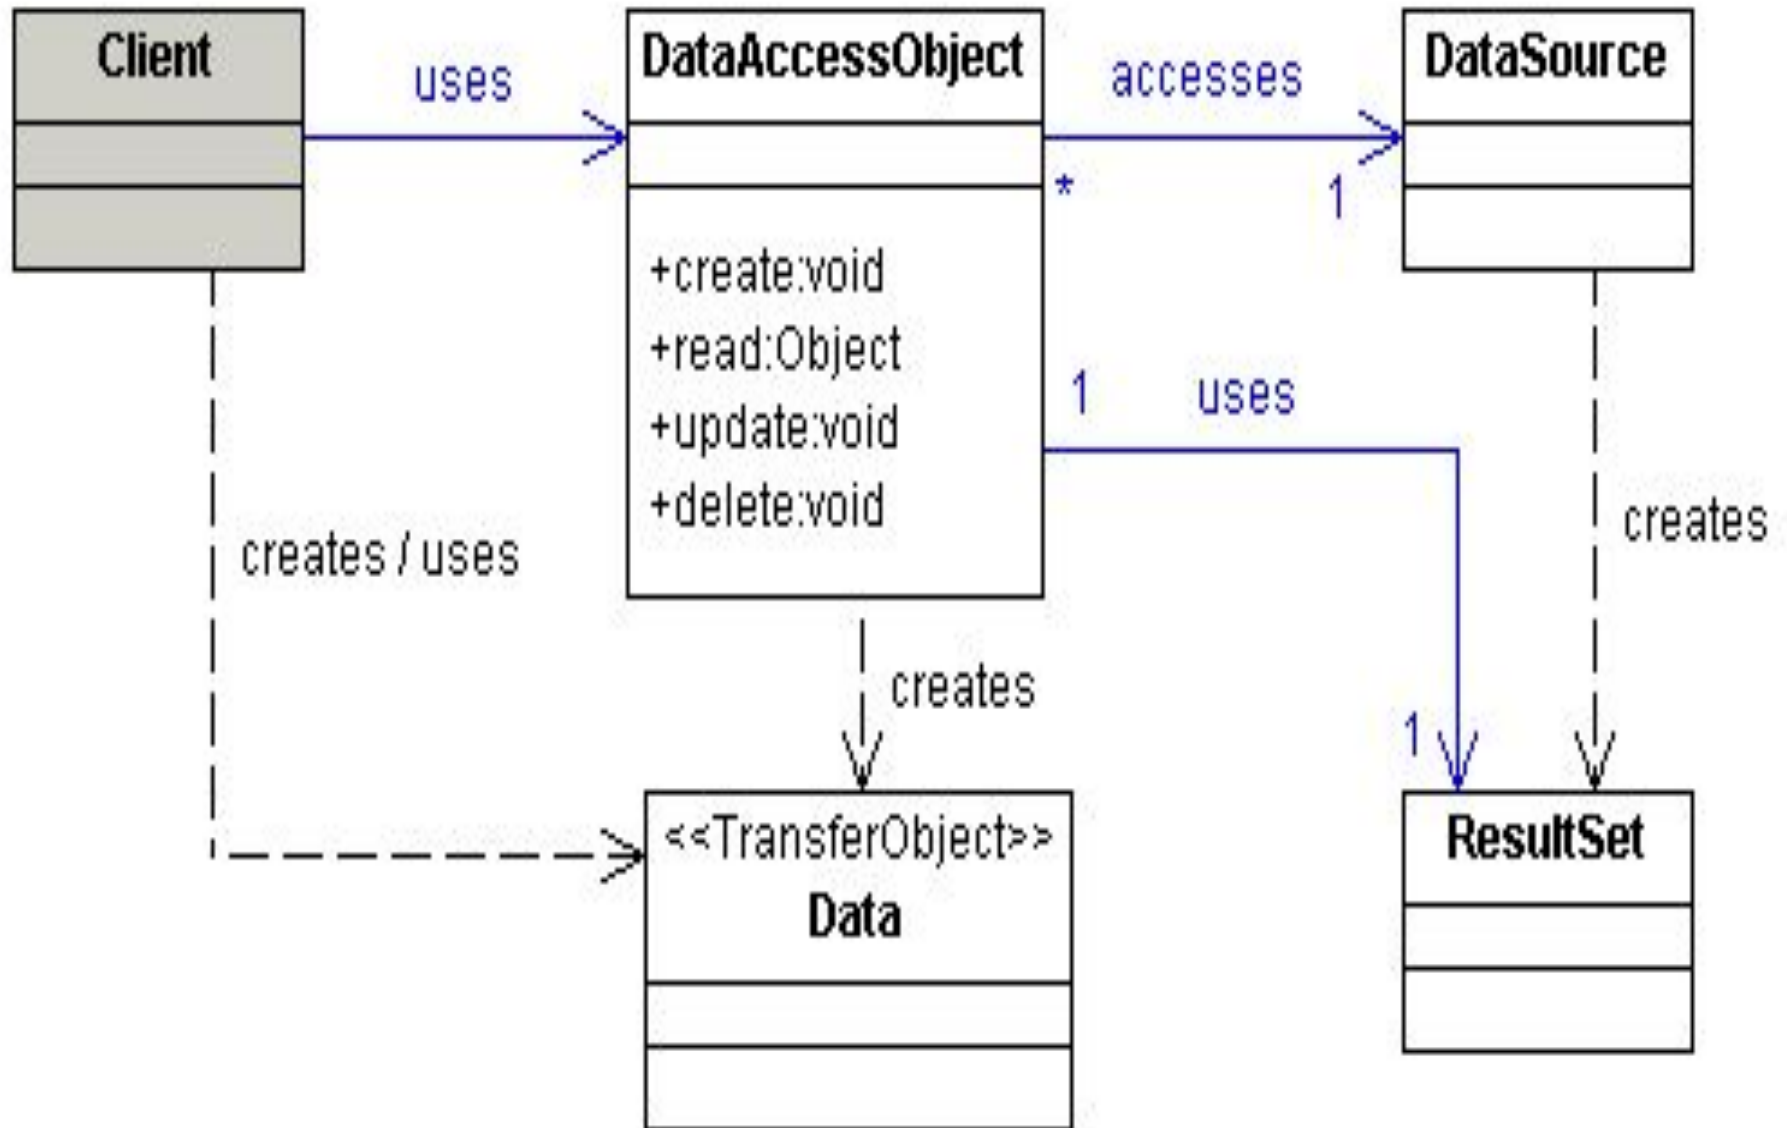 Client
uses
DataAccessObject
accesses
DataSource
*
1
+create:void
+read:Object
+update:void
+delete:void
1
uses
creates
creates / uses
creates
1
<<TransferObject>>
Data
ResultSet